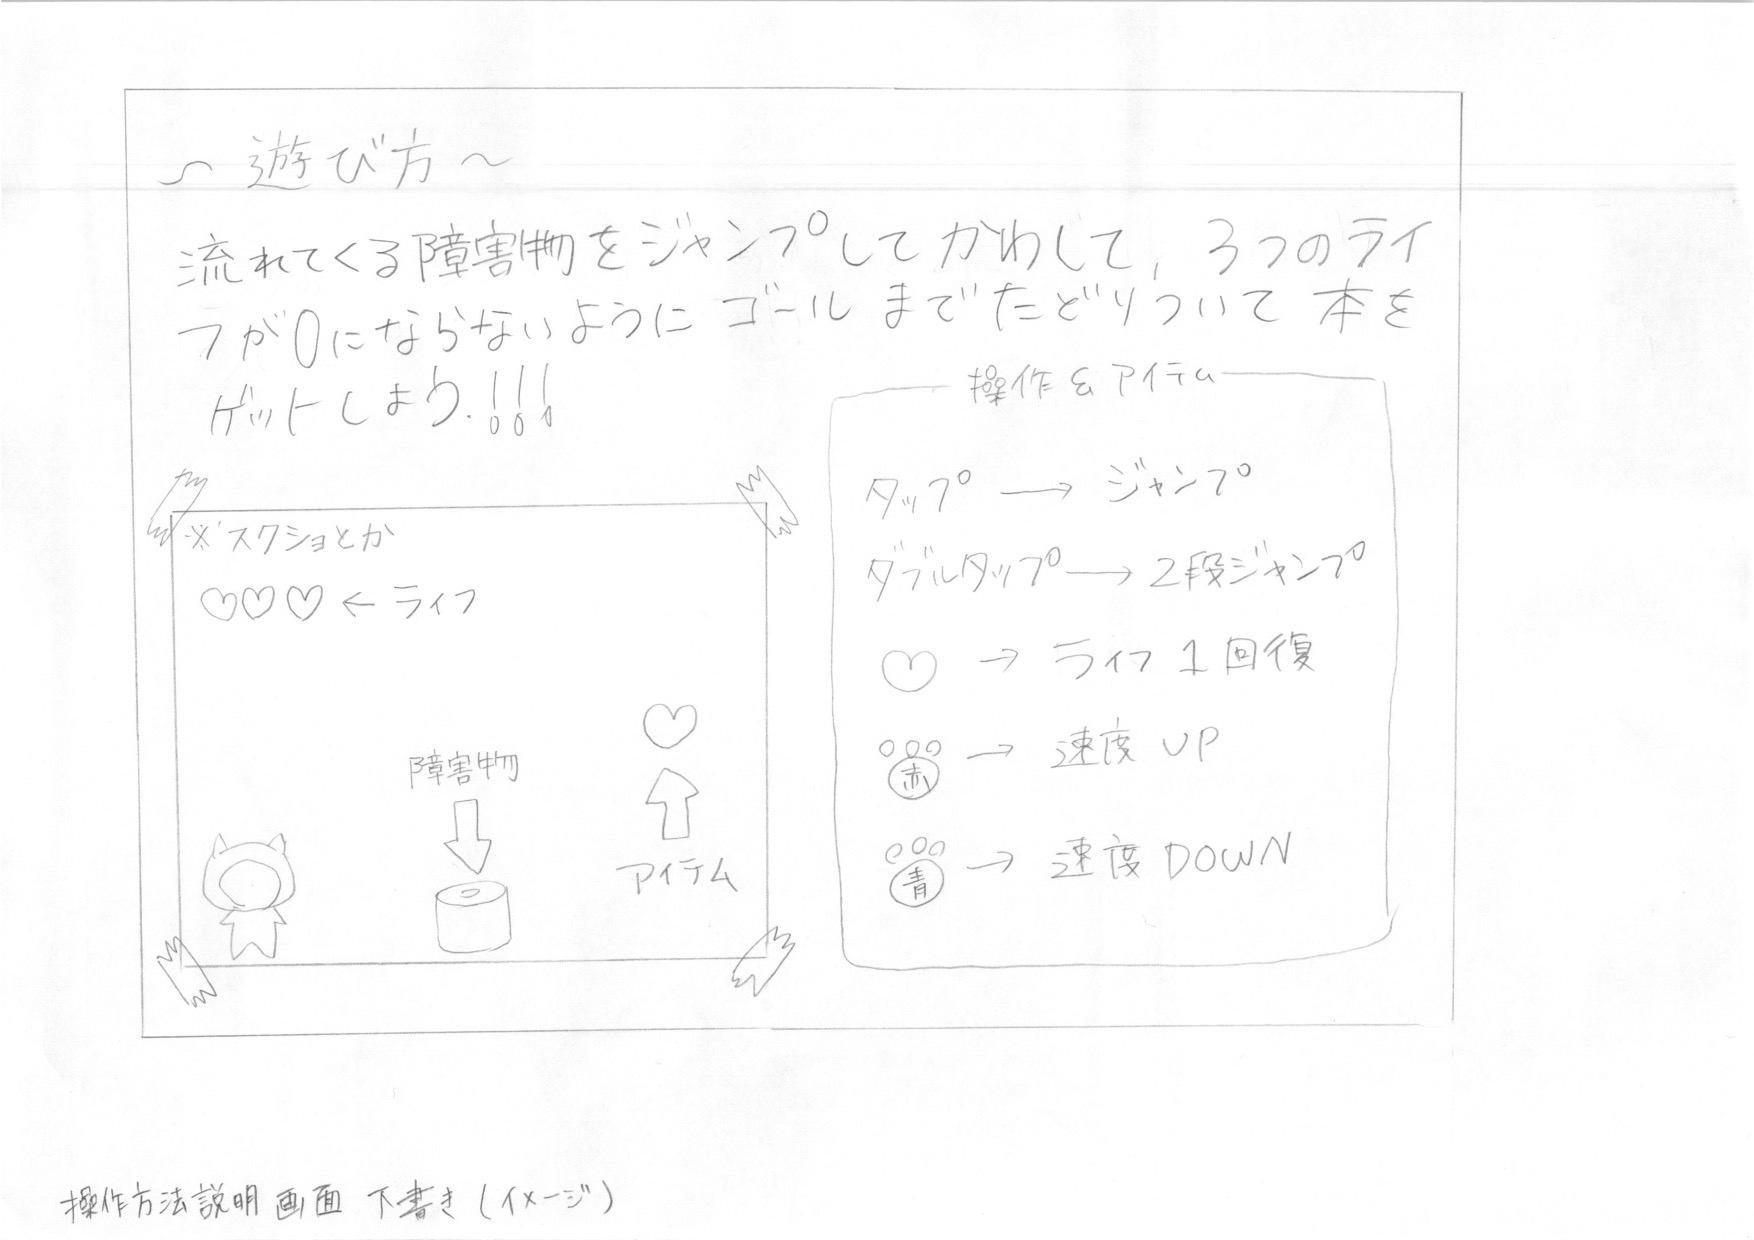 ～遊び方～
流れてくる障害物をジャンプしてかわして、3つのライ
フが0にならないように ゴールまでたどりついて 本を
ゲットしよう!!!
※スクショとか
♡♡♡←ライフ
障害物
アイテム
操作&アイテム
タップ→ジャンプ
ダブルタップ→2段ジャンプ
♡→ライフ1回復
赤→速度UP
青→速度DOWN
操作方法説明画面 下書き(イメージ)